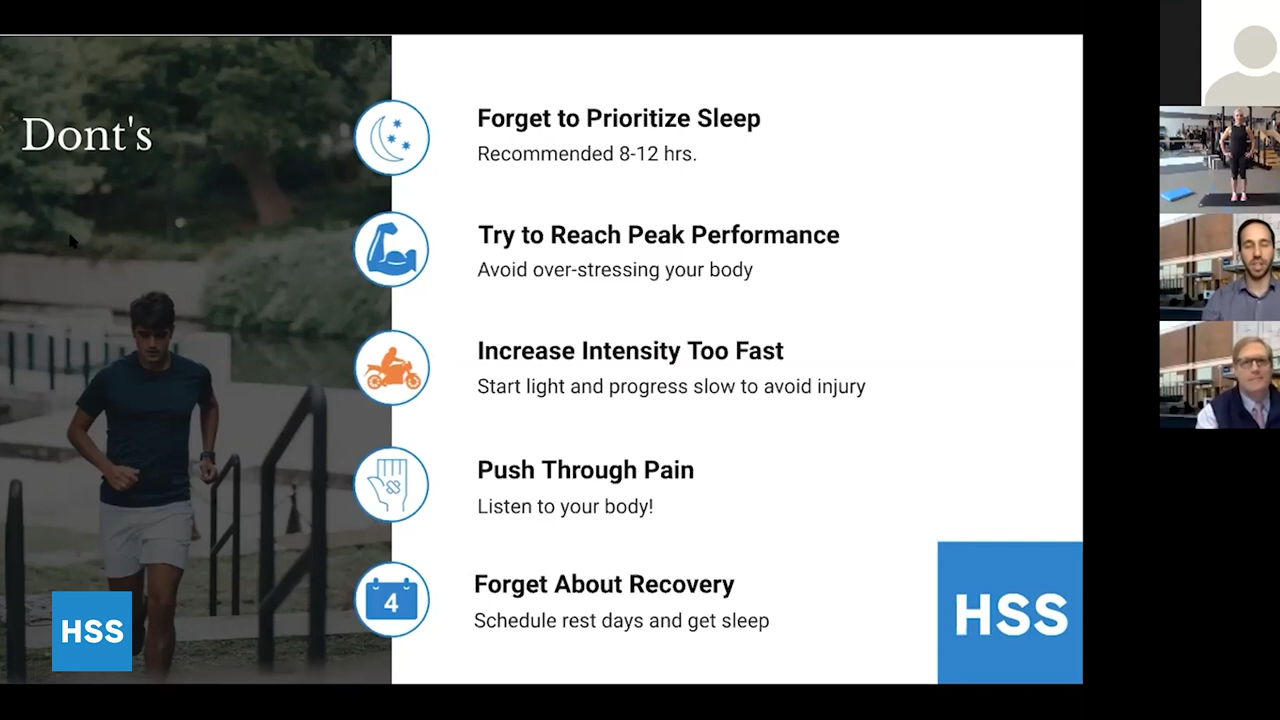 Dont's
Forget to Prioritize Sleep
Recommended 8-12 hrs.
Try to Reach Peak Performance
Avoid over-stressing your body
Increase Intensity Too Fast
Start light and progress slow to avoid injury
Push Through Pain
Listen to your body!
4
Forget About Recovery
Schedule rest days and get sleep
HSS
HSS